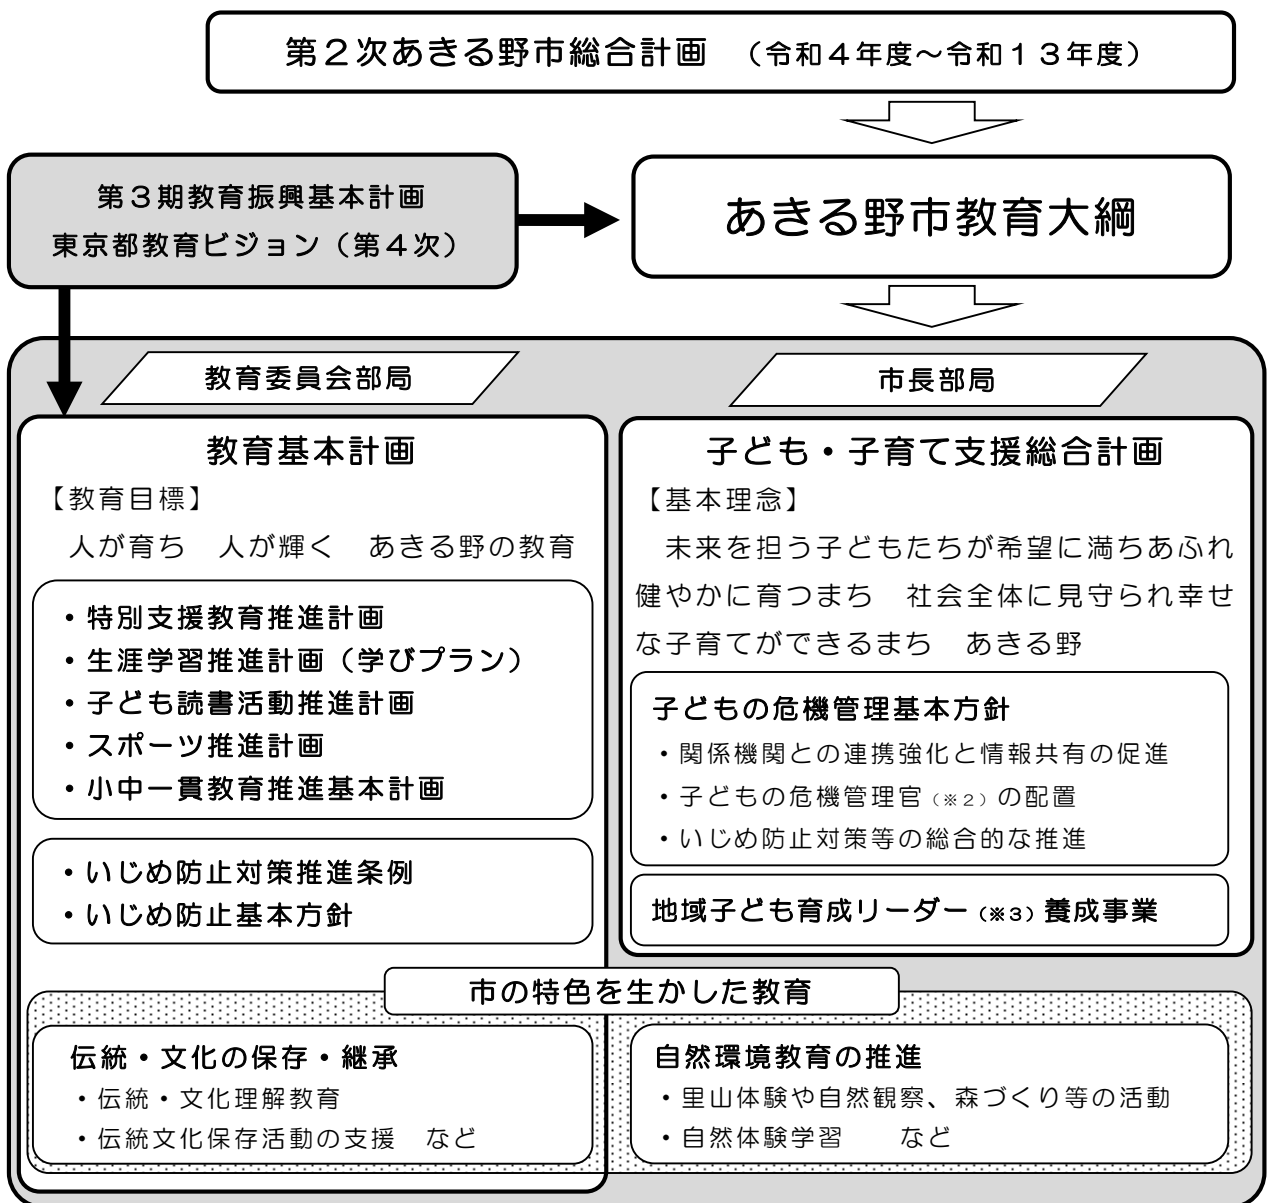 第２次あきる野市総合計画　（令和４年度～令和１３年度）
第３期教育振興基本計画
東京都教育ビジョン（第４次）
あきる野市教育大綱
教育委員会部局
教育基本計画
【教育目標】
人が育ち　人が輝く　あきる野の教育
・特別支援教育推進計画
・生涯学習推進計画（学びプラン）
・子ども読書活動推進計画
・スポーツ推進計画
・小中一貫教育推進基本計画
・いじめ防止対策推進条例
・いじめ防止基本方針
市長部局
子ども・子育て支援総合計画
【基本理念】
未来を担う子どもたちが希望に満ちあふれ
健やかに育つまち　社会全体に見守られ幸せ
な子育てができるまち　あきる野
子どもの危機管理基本方針
・関係機関との連携強化と情報共有の促進
・子どもの危機管理官（※２）の配置
・いじめ防止対策等の総合的な推進
地域子ども育成リーダー（※３）養成事業
市の特色を生かした教育
伝統・文化の保存・継承
・伝統・文化理解教育
・伝統文化保存活動の支援　など
自然環境教育の推進
・里山体験や自然観察、森づくり等の活動
・自然体験学習　　など